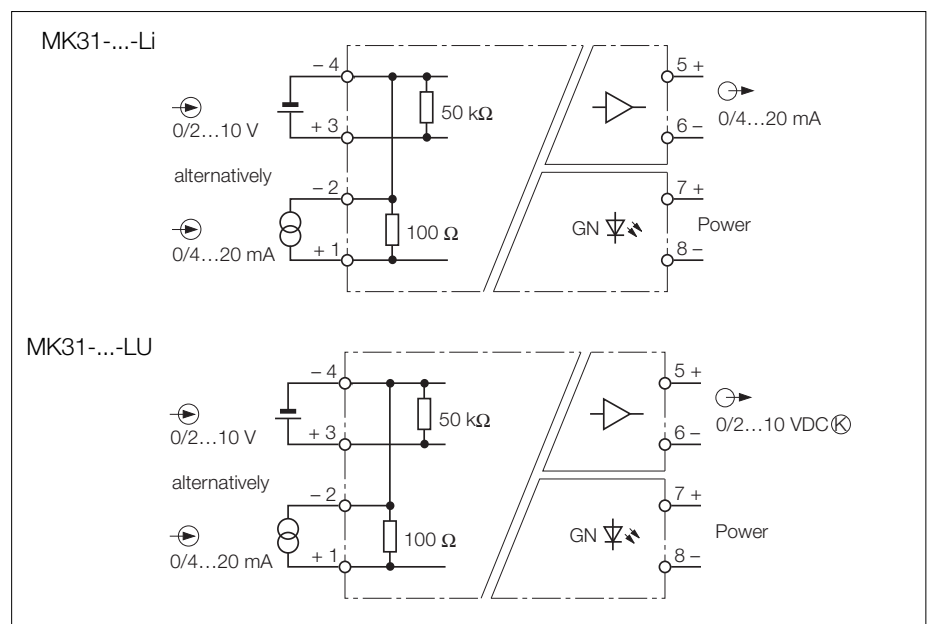 MK31-...-Li
– 4
5 +
50 kΩ
0/2…10 V
+ 3
6 –
0/4…20 mA
alternatively
– 2
7 +
100 Ω
GN
Power
0/4…20 mA
+ 1
8 –
MK31-...-LU
– 4
5 +
50 kΩ
0/2…10 V
+ 3
6 –
0/2…10 VDC Ⓚ
alternatively
– 2
7 +
100 Ω
GN
Power
0/4…20 mA
+ 1
8 –